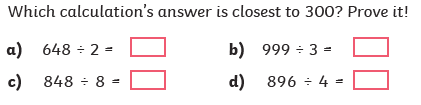 Which calculation's answer is closest to 300? Prove it!
a) 648 ÷ 2 = b) 999 ÷ 3 =
c) 848 ÷ 8 = d) 896 ÷ 4 =